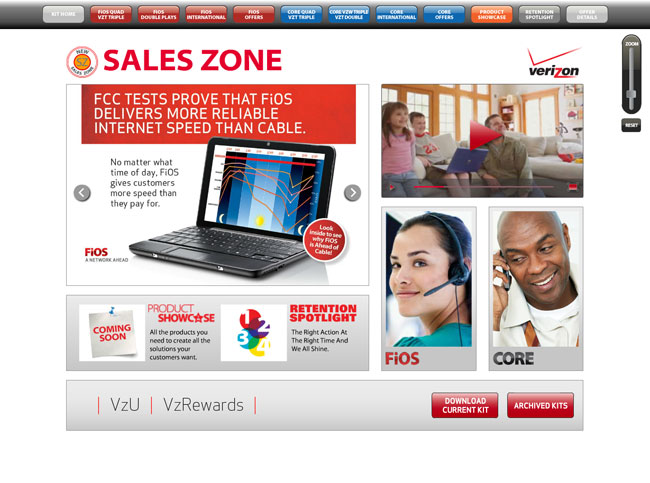 KIT HOME
FiOS QUAD
VZT TRIPLE
FiOS
DOUBLE PLAYS
FiOS
INTERNATIONAL
FiOS
OFFERS
CORE QUAD
VZT TRIPLE
CORE VZW TRIPLE
VZT DOUBLE
CORE
INTERNATIONAL
CORE
OFFERS
PRODUCT
SHOWCASE
RETENTION
SPOTLIGHT
OFFER
DETAILS
ZOOM
RESET
NEW
SZ
SALES ZONE
SALES ZONE
verizon
FCC TESTS PROVE THAT FiOS
DELIVERS MORE RELIABLE
INTERNET SPEED THAN CABLE.
No matter what
time of day, FiOS
gives customers
more speed than
they pay for.
Look
inside to see
why FiOS
is Ahead of
Cable!
FiOS
A NETWORK AHEAD
COMING
SOON
PRODUCT
SHOWCASE
All the products you
need to create all the
solutions your
customers want.
1
2
3
4
RETENTION
SPOTLIGHT
The Right Action At
The Right Time And
We All Shine.
FiOS
CORE
VzU
VzRewards
DOWNLOAD
CURRENT KIT
ARCHIVED KITS